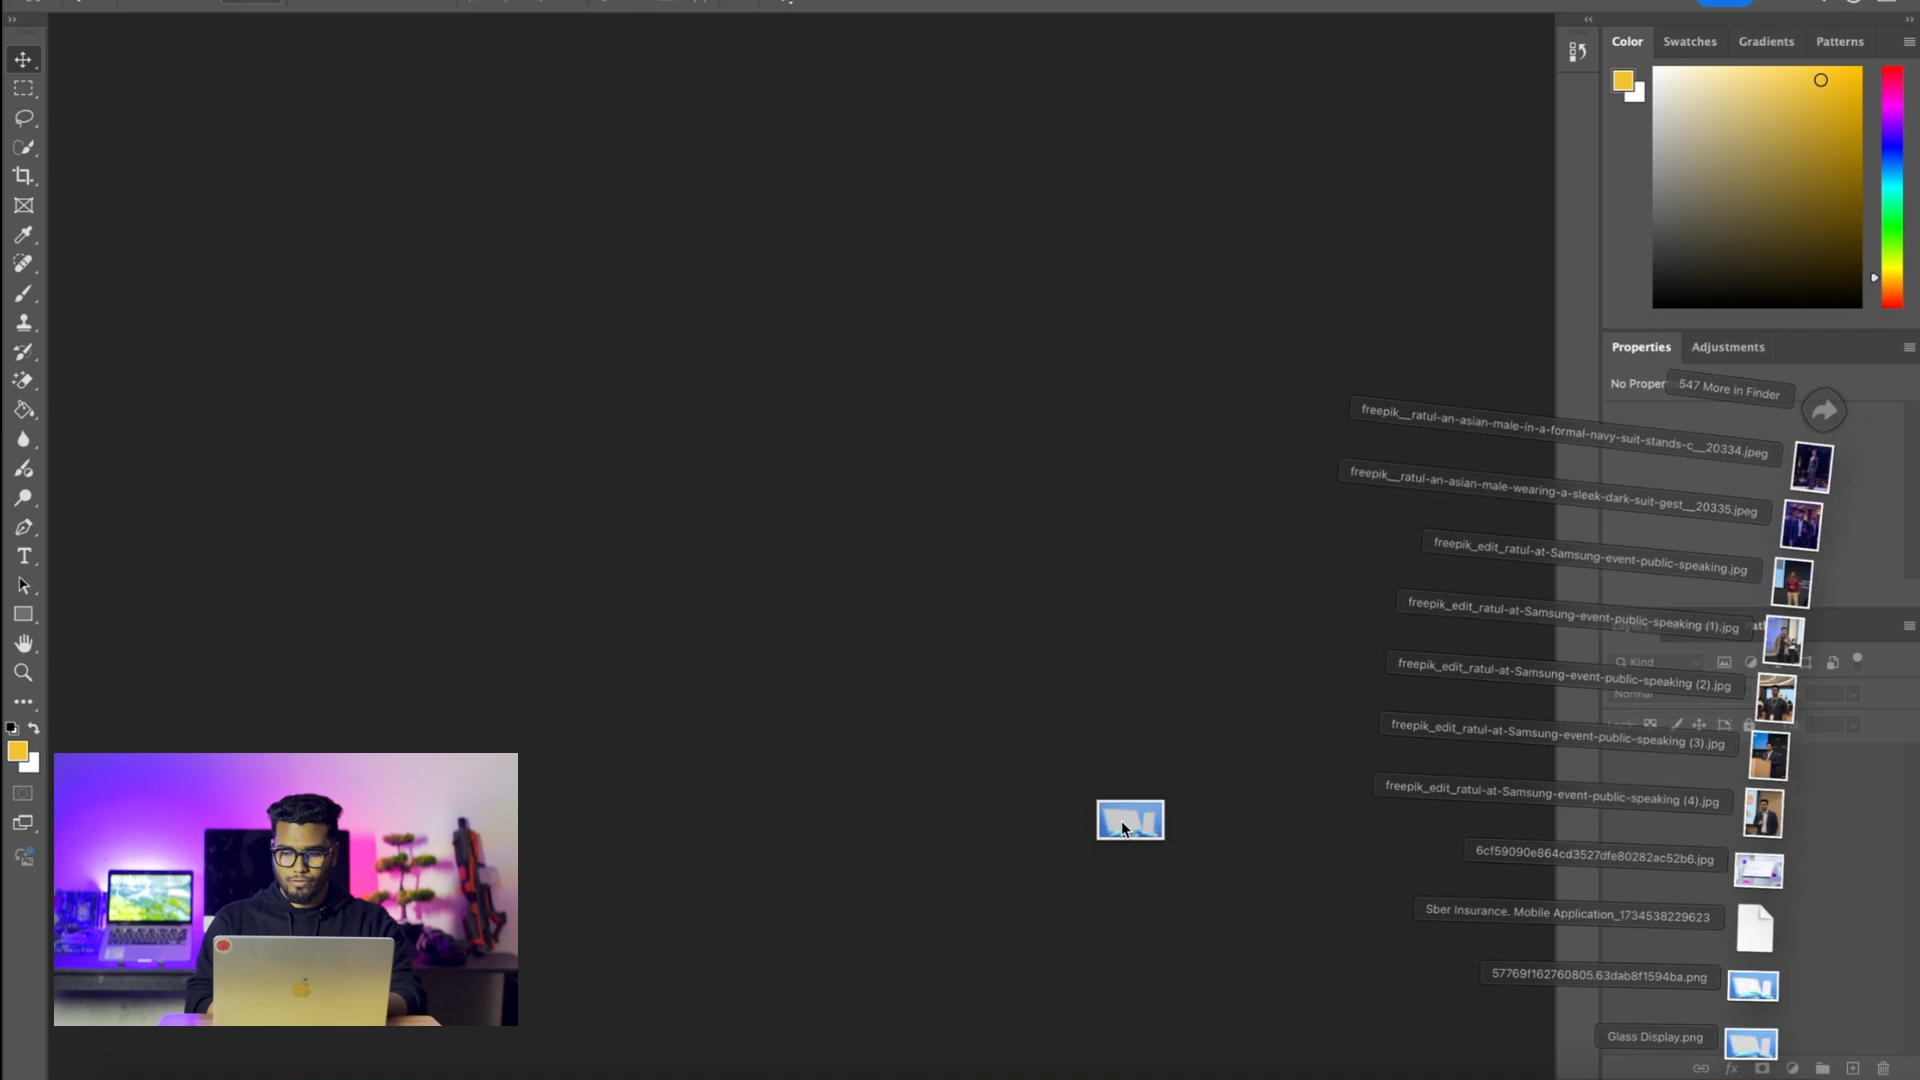 Color
Swatches
Gradients
Patterns
Properties
Adjustments
No Proper
547 More in Finder
freepik__ratul-an-asian-male-in-a-formal-navy-suit-stands-c__20334.jpeg
freepik__ratul-an-asian-male-wearing-a-sleek-dark-suit-gest__20335.jpeg
freepik_edit_ratul-at-Samsung-event-public-speaking.jpg
freepik_edit_ratul-at-Samsung-event-public-speaking (1).jpg
Kind
freepik_edit_ratul-at-Samsung-event-public-speaking (2).jpg
Normal
freepik_edit_ratul-at-Samsung-event-public-speaking (3).jpg
freepik_edit_ratul-at-Samsung-event-public-speaking (4).jpg
6cf59090e864cd3527dfe80282ac52b6.jpg
Sber Insurance. Mobile Application_1734538229623
57769f162760805.63dab8f1594ba.png
Glass Display.png